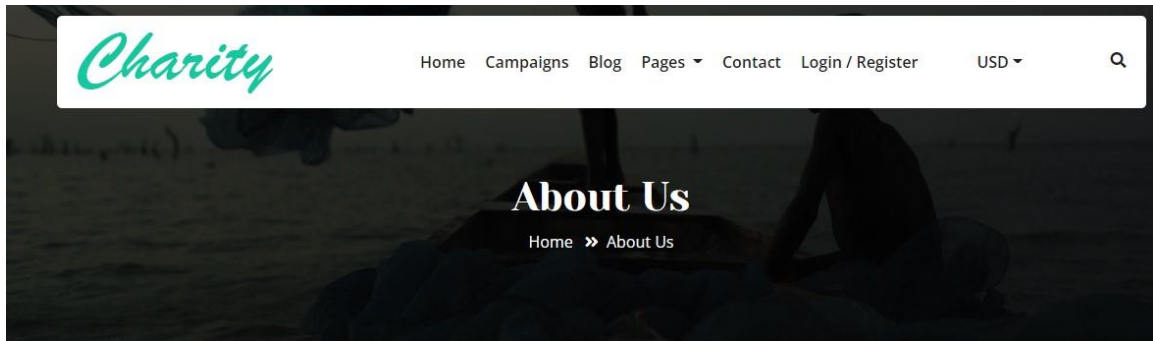 Charity
Home Campaigns Blog Pages Contact Login / Register USD
About Us
Home » About Us